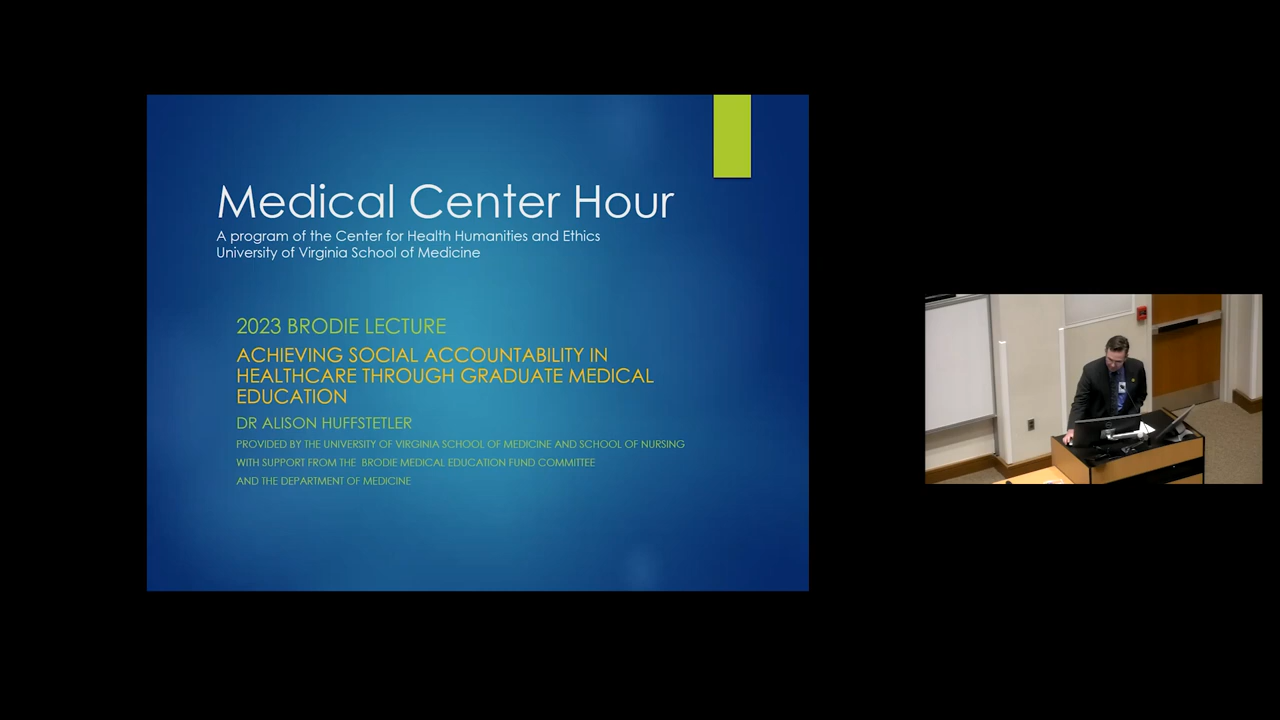 Medical Center Hour
A program of the Center for Health Humanities and Ethics
University of Virginia School of Medicine
2023 BRODIE LECTURE
ACHIEVING SOCIAL ACCOUNTABILITY IN
HEALTHCARE THROUGH GRADUATE MEDICAL
EDUCATION
DR ALISON HUFFSTETLER
PROVIDED BY THE UNIVERSITY OF VIRGINIA SCHOOL OF MEDICINE AND SCHOOL OF NURSING
WITH SUPPORT FROM THE BRODIE MEDICAL EDUCATION FUND COMMITTEE
AND THE DEPARTMENT OF MEDICINE